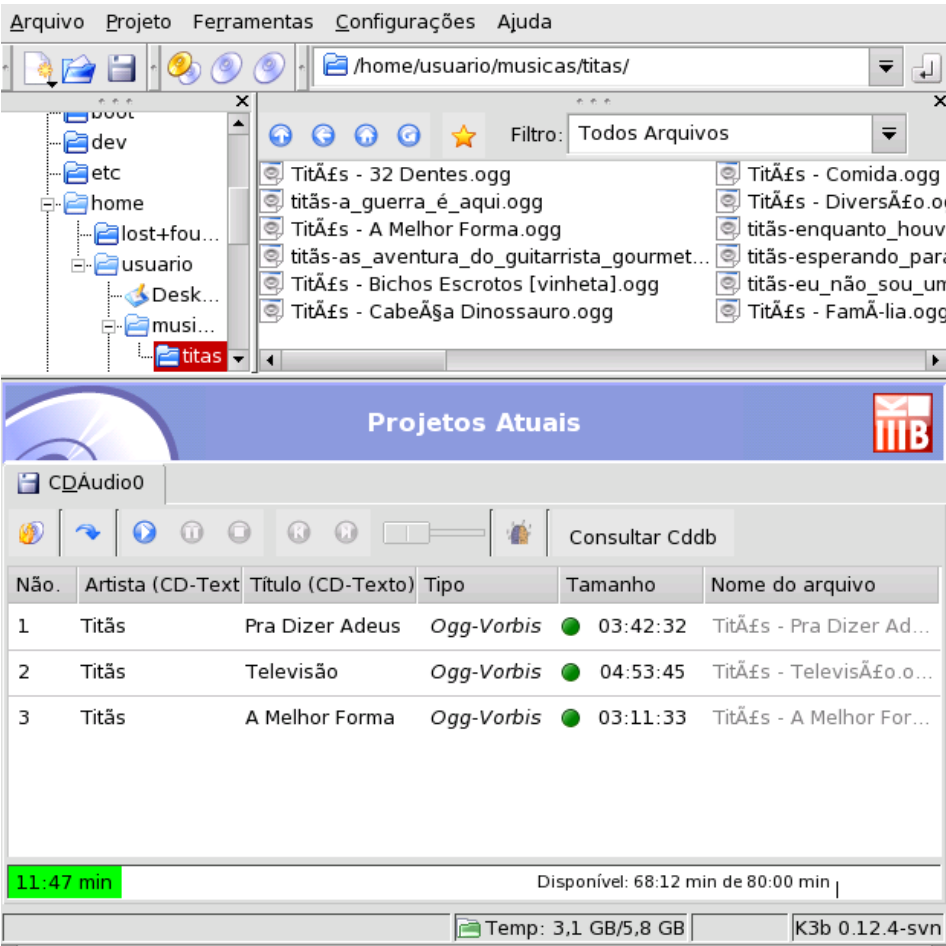 Arquivo Projeto Ferramentas Configurações Ajuda
/home/usuario/musicas/titas/
boot
dev
etc
home
lost+fou...
usuario
Desk...
musi...
titas
Filtro: Todos Arquivos
TitÃ£s - 32 Dentes.ogg
titãs-a_guerra_é_aqui.ogg
TitÃ£s - A Melhor Forma.ogg
titãs-as_aventura_do_guitarrista_gourmet...
TitÃ£s - Bichos Escrotos [vinheta].ogg
TitÃ£s - CabeÃ§a Dinossauro.ogg
TitÃ£s - Comida.ogg
TitÃ£s - DiversÃ£o.og
titãs-enquanto_houv
titãs-esperando_para
titãs-eu_não_sou_um
TitÃ£s - FamÃ-lia.ogg
Projetos Atuais
K3B
CDÁudio0
Consultar Cddb
Não. Artista (CD-Text Título (CD-Texto) Tipo Tamanho Nome do arquivo
1 Titãs Pra Dizer Adeus Ogg-Vorbis 03:42:32 TitÃ£s - Pra Dizer Ad...
2 Titãs Televisão Ogg-Vorbis 04:53:45 TitÃ£s - TelevisÃ£o.o...
3 Titãs A Melhor Forma Ogg-Vorbis 03:11:33 TitÃ£s - A Melhor For...
11:47 min Disponível: 68:12 min de 80:00 min
Temp: 3,1 GB/5,8 GB K3b 0.12.4-svn